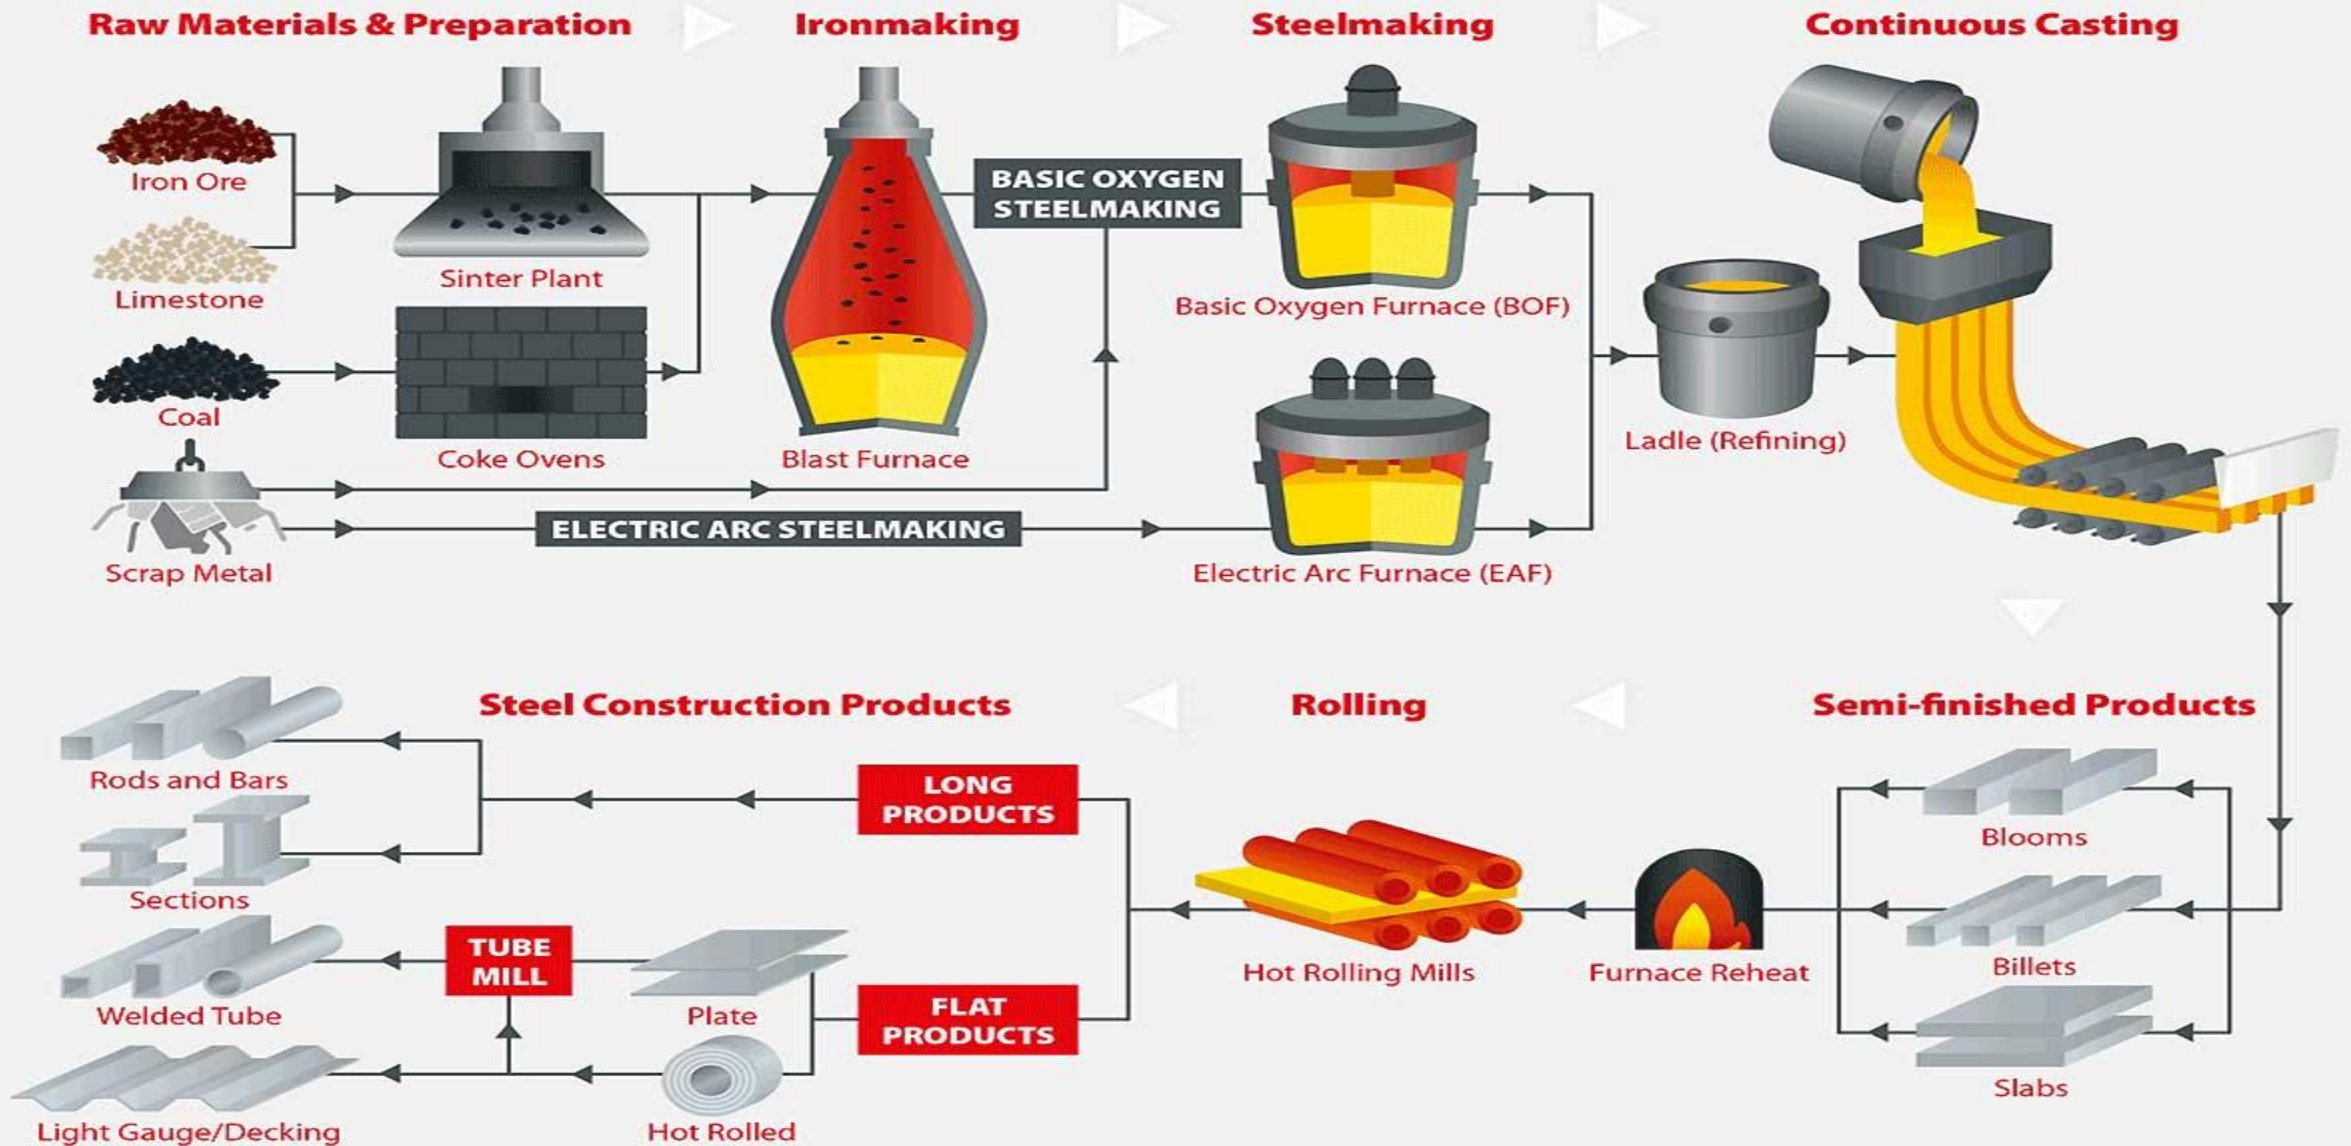 Raw Materials & Preparation
Ironmaking
Steelmaking
Continuous Casting
Iron Ore
Limestone
Coal
Scrap Metal
Sinter Plant
Coke Ovens
Blast Furnace
BASIC OXYGEN
STEELMAKING
ELECTRIC ARC STEELMAKING
Basic Oxygen Furnace (BOF)
Electric Arc Furnace (EAF)
Ladle (Refining)
Steel Construction Products
Rolling
Semi-finished Products
Rods and Bars
Sections
Welded Tube
Light Gauge/Decking
LONG
PRODUCTS
TUBE
MILL
Plate
FLAT
PRODUCTS
Hot Rolled
Hot Rolling Mills
Furnace Reheat
Blooms
Billets
Slabs